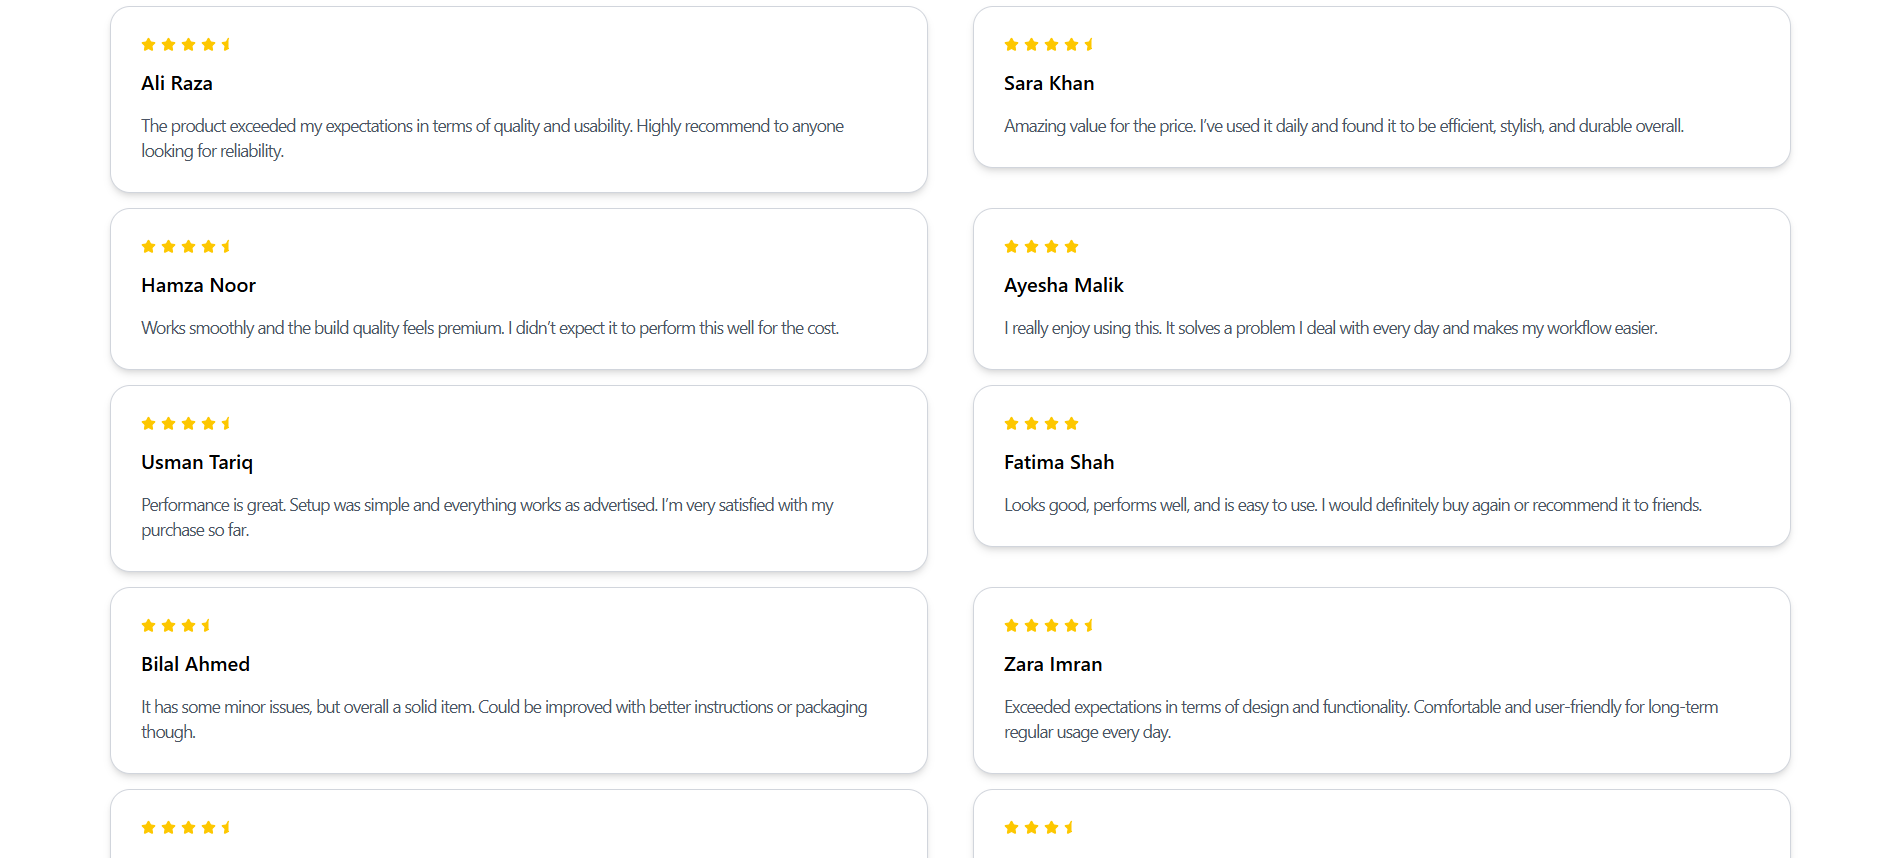 Ali Raza
The product exceeded my expectations in terms of quality and usability. Highly recommend to anyone
looking for reliability.
Sara Khan
Amazing value for the price. I’ve used it daily and found it to be efficient, stylish, and durable overall.
Hamza Noor
Works smoothly and the build quality feels premium. I didn’t expect it to perform this well for the cost.
Ayesha Malik
I really enjoy using this. It solves a problem I deal with every day and makes my workflow easier.
Usman Tariq
Performance is great. Setup was simple and everything works as advertised. I’m very satisfied with my
purchase so far.
Fatima Shah
Looks good, performs well, and is easy to use. I would definitely buy again or recommend it to friends.
Bilal Ahmed
It has some minor issues, but overall a solid item. Could be improved with better instructions or packaging
though.
Zara Imran
Exceeded expectations in terms of design and functionality. Comfortable and user-friendly for long-term
regular usage every day.